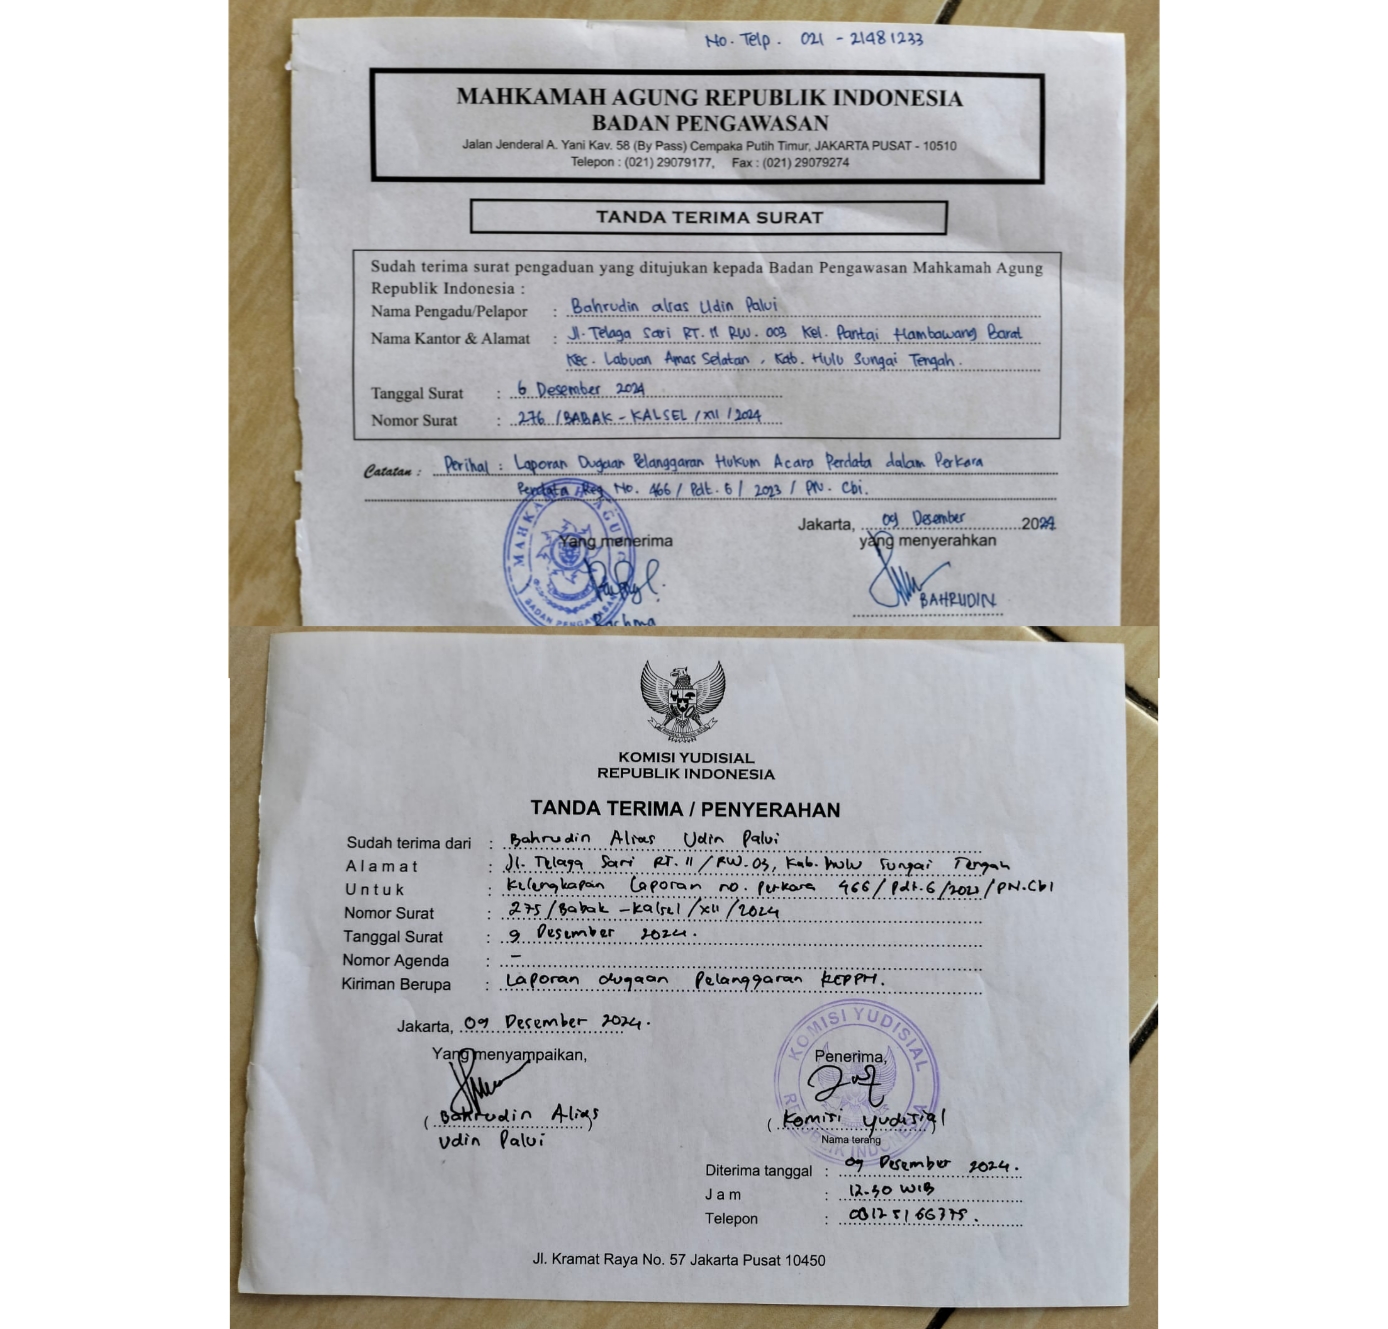 No. Telp. 021 - 21481233
MAHKAMAH AGUNG REPUBLIK INDONESIA
BADAN PENGAWASAN
Jalan Jenderal A. Yani Kav. 58 (By Pass) Cempaka Putih Timur, JAKARTA PUSAT - 10510
Telepon : (021) 29079177, Fax : (021) 29079274
TANDA TERIMA SURAT
Sudah terima surat pengaduan yang ditujukan kepada Badan Pengawasan Mahkamah Agung
Republik Indonesia :
Nama Pengadu/Pelapor : Bahrudin alias Udin Palui
Nama Kantor & Alamat : Jl. Telaga Sari RT. 11 RW. 003 Kel. Pantai Hambawang Barat
Kec. Labuan Amas Selatan, Kab. Hulu Sungai Tengah.
Tanggal Surat : 6 Desember 2024
Nomor Surat : 276 /BABAK - KALSEL /XII /2024
Catatan : Perihal : Laporan Dugaan Pelanggaran Hukum Acara Perdata dalam Perkara
Perdata Reg No. 466 / Pdt. G / 2023 / PN. Cbi.
Jakarta, 09 Desember 2024
Yang menerima yang menyerahkan
MAHKAMAH AGUNG
BADAN PENGAWASAN
Rachma
BAHRUDIN
KOMISI YUDISIAL
REPUBLIK INDONESIA
TANDA TERIMA / PENYERAHAN
Sudah terima dari : Bahrudin Alias Udin Palui
Alamat : Jl. Telaga Sari RT. 11 / RW. 03, Kab. Hulu Sungai Tengah
Untuk : Kelengkapan Laporan no. Perkara 466 / Pdt. G /2023 /PN.Cbi
Nomor Surat : 275 /Babak - Kalsel /XII /2024
Tanggal Surat : 9 Desember 2024.
Nomor Agenda : -
Kiriman Berupa : Laporan dugaan Pelanggaran KEPPH.
Jakarta, 09 Desember 2024.
Yang menyampaikan, Penerima,
KOMISI YUDISIAL
REPUBLIK INDONESIA
( Bahrudin Alias ) ( Komisi Yudisial )
Udin Palui
Nama terang
Diterima tanggal : 09 Desember 2024.
Jam : 12.50 WIB
Telepon : 
Jl. Kramat Raya No. 57 Jakarta Pusat 10450